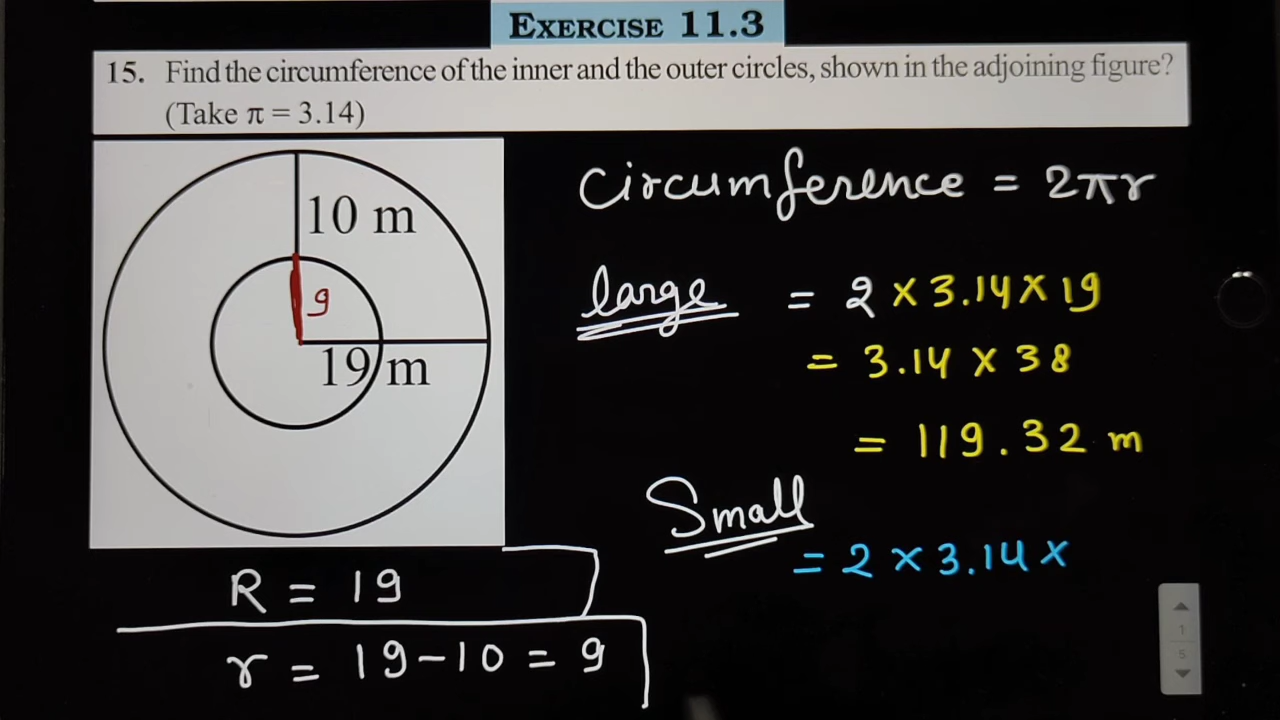 EXERCISE 11.3
15. Find the circumference of the inner and the outer circles, shown in the adjoining figure?
(Take π = 3.14)
10 m
9
19 m
Circumference = 2πr
large = 2 × 3.14 × 19
= 3.14 × 38
= 119.32 m
Small
= 2 × 3.14 ×
R = 19
r = 19 - 10 = 9
1
5